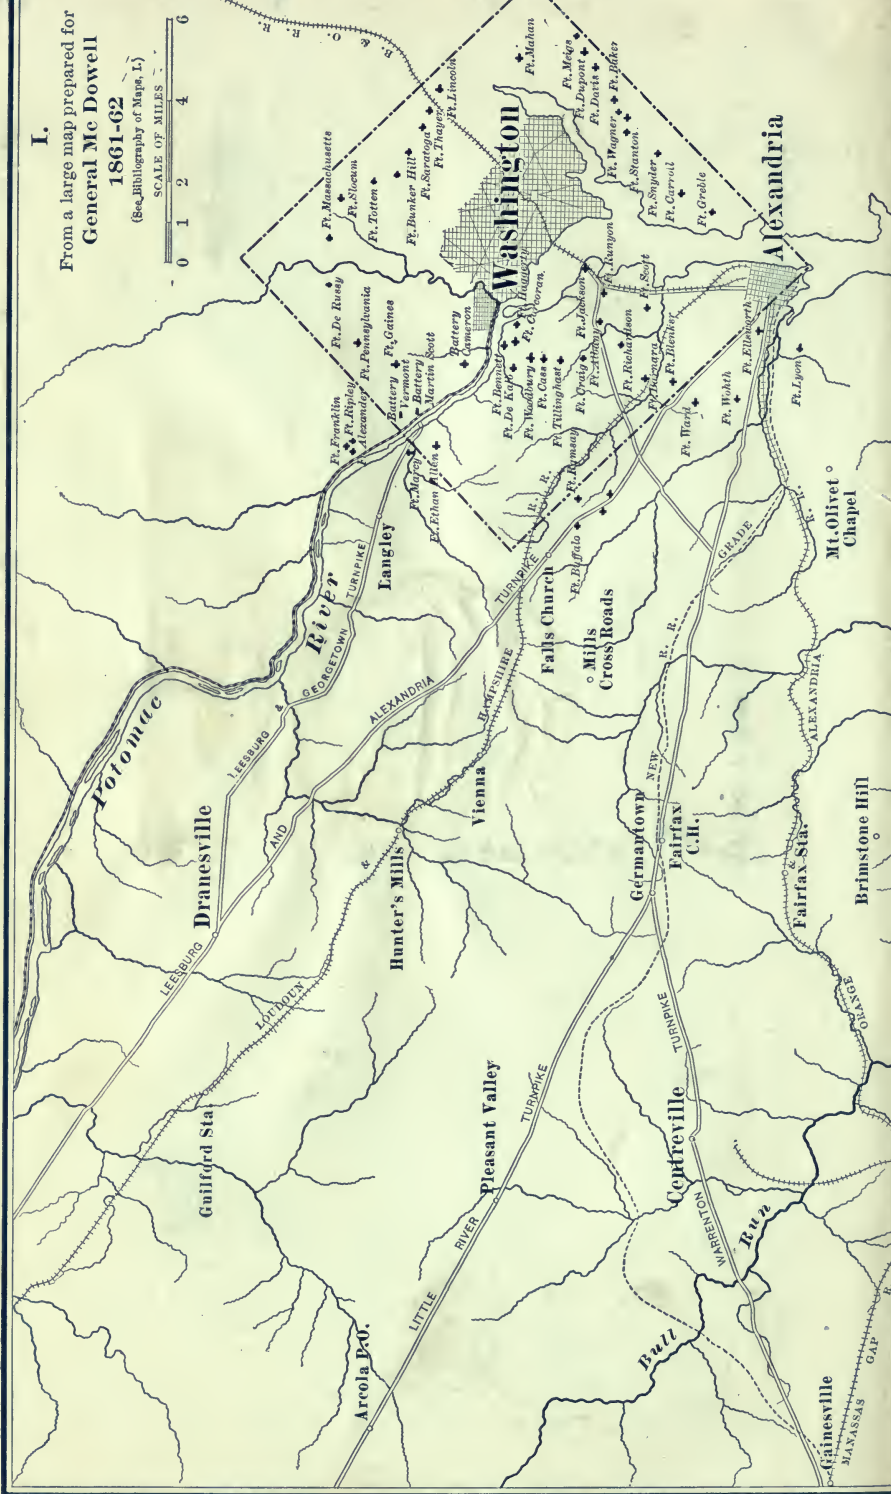 I.
From a large map prepared for
General Mc Dowell
1861-62
(See Bibliography of Maps, I.)
SCALE OF MILES
0 1 2 4 6
B. & O. R. R.
Ft. Massachusetts
Ft. Slocum
Ft. Totten
Ft. Bunker Hill
Ft. Saratoga
Ft. Thayer
Ft. Lincoln
Ft. Mahan
Ft. Meigs
Ft. Dupont
Ft. Davis
Ft. Baker
Ft. Wagner
Ft. Stanton
Ft. Snyder
Ft. Carroll
Ft. Greble
Washington
Alexandria
Ft. De Russy
Ft. Pennsylvania
Ft. Gaines
Battery
Cameron
Battery
Vermont
Battery
Martin Scott
Ft. Franklin
Ft. Ripley
Ft. Alexander
Ft. Marcy
Ft. Ethan Allen
Ft. Haggerty
Ft. Corcoran
Ft. Bennett
Ft. De Kalb
Ft. Woodbury
Ft. Cass
Ft. Tillinghast
Ft. Craig
Ft. Albany
Ft. Jackson
Ft. Runyon
Ft. Scott
Ft. Richardson
Ft. Barnard
Ft. Blenker
Ft. Ward
Ft. Ellsworth
Ft. Lyon
Ft. Ramsay
Ft. Buffalo
Potomac
River
Langley
LEESBURG & GEORGETOWN TURNPIKE
LEESBURG AND ALEXANDRIA TURNPIKE
LOUDOUN & HAMPSHIRE R. R.
Dranesville
Falls Church
Mills
Cross Roads
Vienna
Hunter's Mills
Guilford Sta.
NEW R. R. GRADE
Mt. Olivet
Chapel
Germantown
Fairfax
C.H.
Fairfax Sta.
Brimstone Hill
ORANGE & ALEXANDRIA R. R.
Pleasant Valley
LITTLE RIVER TURNPIKE
Arcola P.O.
Centreville
WARRENTON TURNPIKE
Bull Run
Gainesville
MANASSAS GAP R